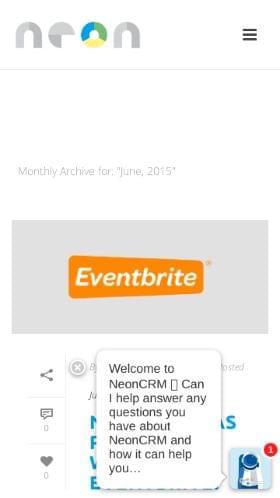 neon
Monthly Archive for: "June, 2015"
Eventbrite®
Posted
Welcome to
NeonCRM Can
I help answer any
questions you
have about
NeonCRM and
how it can help
you...
0
0
1